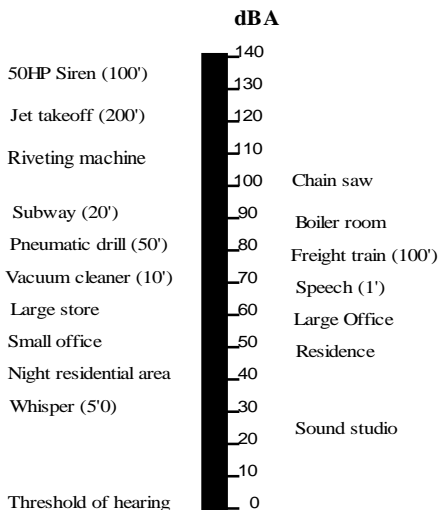 dBA
140
50HP Siren (100')
130
Jet takeoff (200')
120
110
Riveting machine
100
Chain saw
Subway (20')
90
Boiler room
Pneumatic drill (50')
80
Freight train (100')
Vacuum cleaner (10')
70
Speech (1')
Large store
60
Large Office
Small office
50
Residence
Night residential area
40
Whisper (5'0)
30
Sound studio
20
10
Threshold of hearing
0